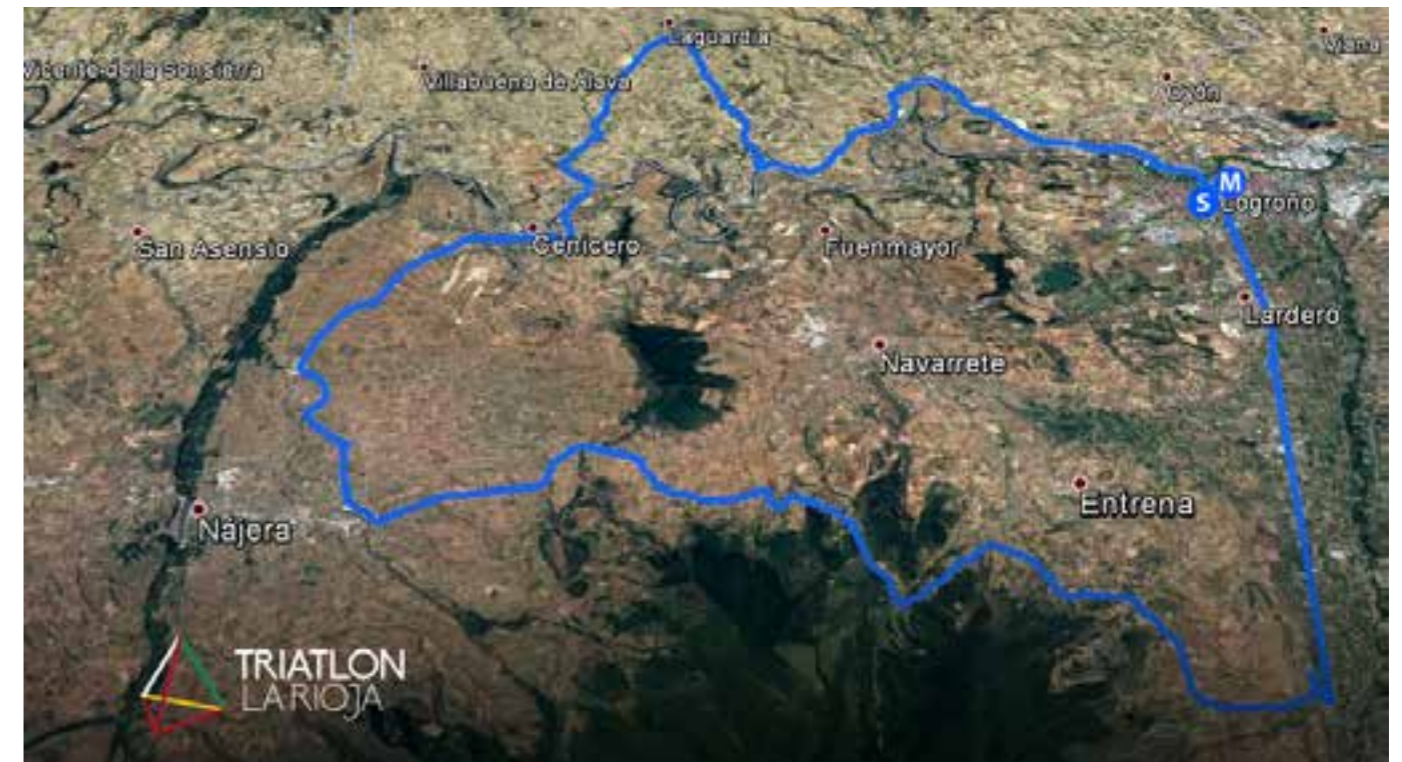 Laguardia
Viana
Vicente de la Sonsierra
Villabuena de Álava
Oyón
M
S
Logroño
San Asensio
Cenicero
Fuenmayor
Lardero
Navarrete
Entrena
Nájera
TRIATLON
LA RIOJA